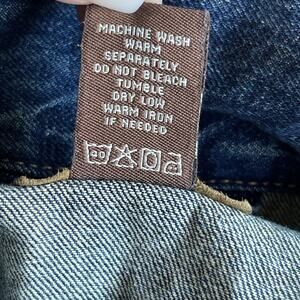 MACHINE WASH
WARM
SEPARATELY
DO NOT BLEACH
TUMBLE
DRY LOW
WARM IRON
IF NEEDED